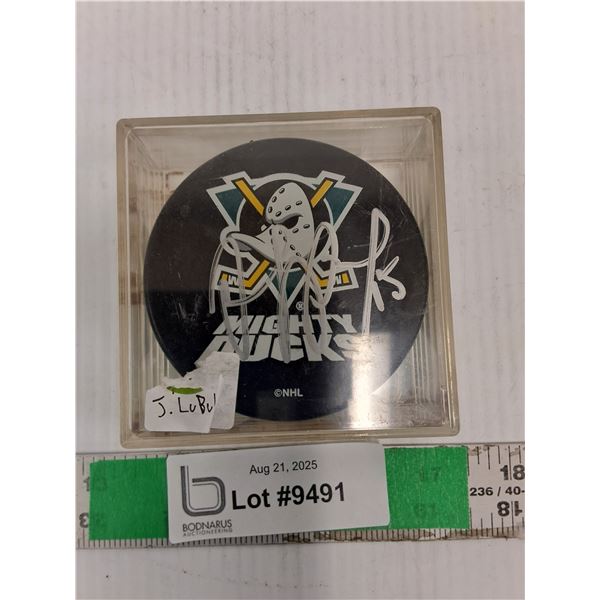 MIGHTY
DUCKS
®
©NHL
J. LuBu
Aug 21, 2025
Lot #9491
BODNARUS
AUCTIONEERING
17
18
236 / 40-